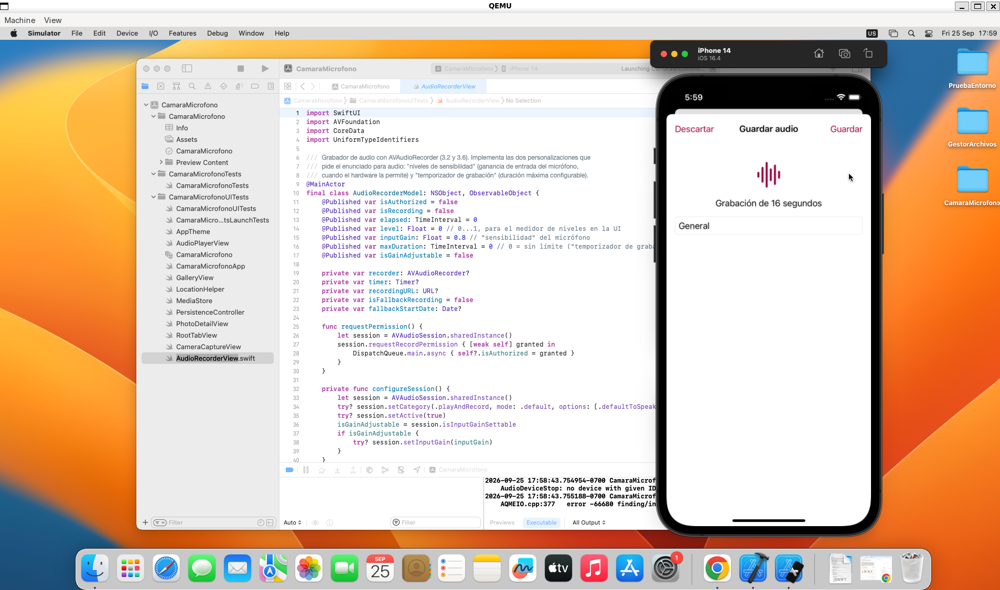 QEMU
Machine View
Simulator File Edit Device I/O Features Debug Window Help
US Fri 25 Sep 17:59
iPhone 14
iOS 16.4
CamaraMicrofono
CamaraMicrofono iPhone 14
Launching CamaraMicrofono...
CamaraMicrofono AudioRecorderView
CamaraMicrofono CamaraMicrofonoUITests AudioRecorderView No Selection
CamaraMicrofono
CamaraMicrofono
Info
Assets
CamaraMicrofono
Preview Content
CamaraMicrofonoTests
CamaraMicrofonoTests
CamaraMicrofonoUITests
CamaraMicrofonoUITests
CamaraMicro...tsLaunchTests
AppTheme
AudioPlayerView
CamaraMicrofono
CamaraMicrofonoApp
GalleryView
LocationHelper
MediaStore
PersistenceController
PhotoDetailView
RootTabView
CameraCaptureView
AudioRecorderView.swift
Filter
1 import SwiftUI
2 import AVFoundation
3 import CoreData
4 import UniformTypeIdentifiers
5
6 /// Grabador de audio con AVAudioRecorder (3.2 y 3.6). Implementa las dos personalizaciones que
7 /// pide el enunciado para audio: "niveles de sensibilidad" (ganancia de entrada del micrófono,
8 /// cuando el hardware la permite) y "temporizador de grabación" (duración máxima configurable).
9 @MainActor
10 final class AudioRecorderModel: NSObject, ObservableObject {
11 @Published var isAuthorized = false
12 @Published var isRecording = false
13 @Published var elapsed: TimeInterval = 0
14 @Published var level: Float = 0 // 0...1, para el medidor de niveles en la UI
15 @Published var inputGain: Float = 0.8 // "sensibilidad" del micrófono
16 @Published var maxDuration: TimeInterval = 0 // 0 = sin límite ("temporizador de graba
17 @Published var isGainAdjustable = false
18
19 private var recorder: AVAudioRecorder?
20 private var timer: Timer?
21 private var recordingURL: URL?
22 private var isFallbackRecording = false
23 private var fallbackStartDate: Date?
24
25 func requestPermission() {
26 let session = AVAudioSession.sharedInstance()
27 session.requestRecordPermission { [weak self] granted in
28 DispatchQueue.main.async { self?.isAuthorized = granted }
29 }
30 }
31
32 private func configureSession() {
33 let session = AVAudioSession.sharedInstance()
34 try? session.setCategory(.playAndRecord, mode: .default, options: [.defaultToSpeak
35 try? session.setActive(true)
36 isGainAdjustable = session.isInputGainSettable
37 if isGainAdjustable {
38 try? session.setInputGain(inputGain)
39 }
40 }
CamaraMicrofono
2026-09-25 17:58:43.754954-0700 CamaraMicrof
AudioDeviceStop: no device with given ID
2026-09-25 17:58:43.755188-0700 CamaraMicrof
AQMEIO.cpp:377 error -66680 finding/in
Auto Filter Previews Executable All Output
5:59
Descartar Guardar audio Guardar
Grabación de 16 segundos
General
PruebaEntorno
GestorArchivos
CamaraMicrofono
SEP
25
tv
1
SWIFT